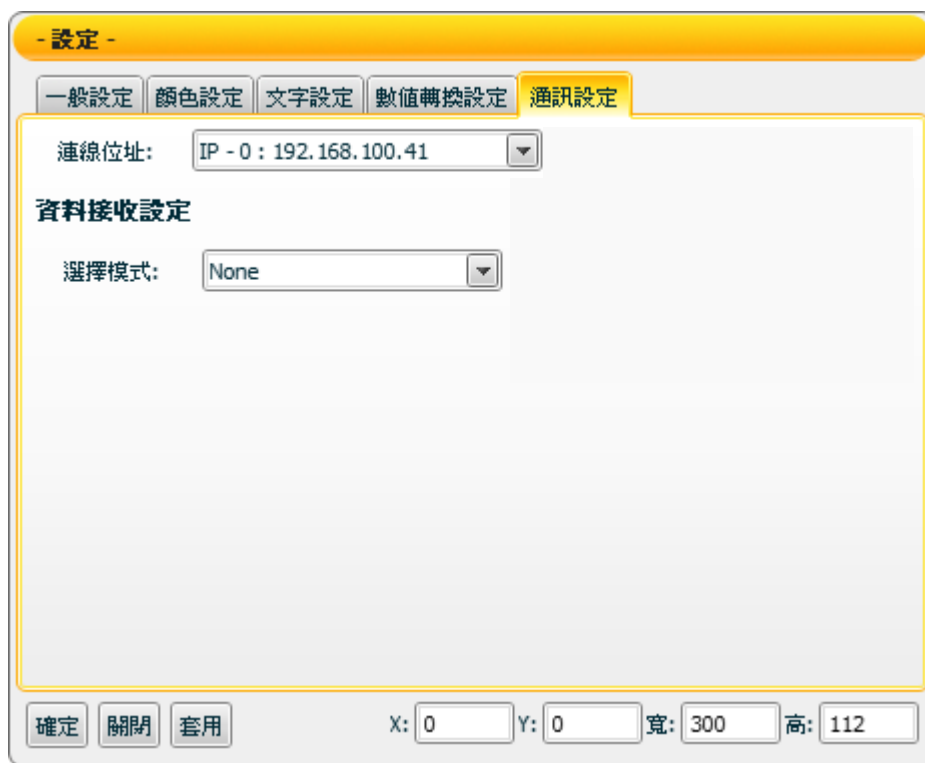 - 設定 -
一般設定 顏色設定 文字設定 數值轉換設定 通訊設定
連線位址: IP - 0 : 192.168.100.41
資料接收設定
選擇模式: None
確定 關閉 套用 X: 0 Y: 0 寬: 300 高: 112